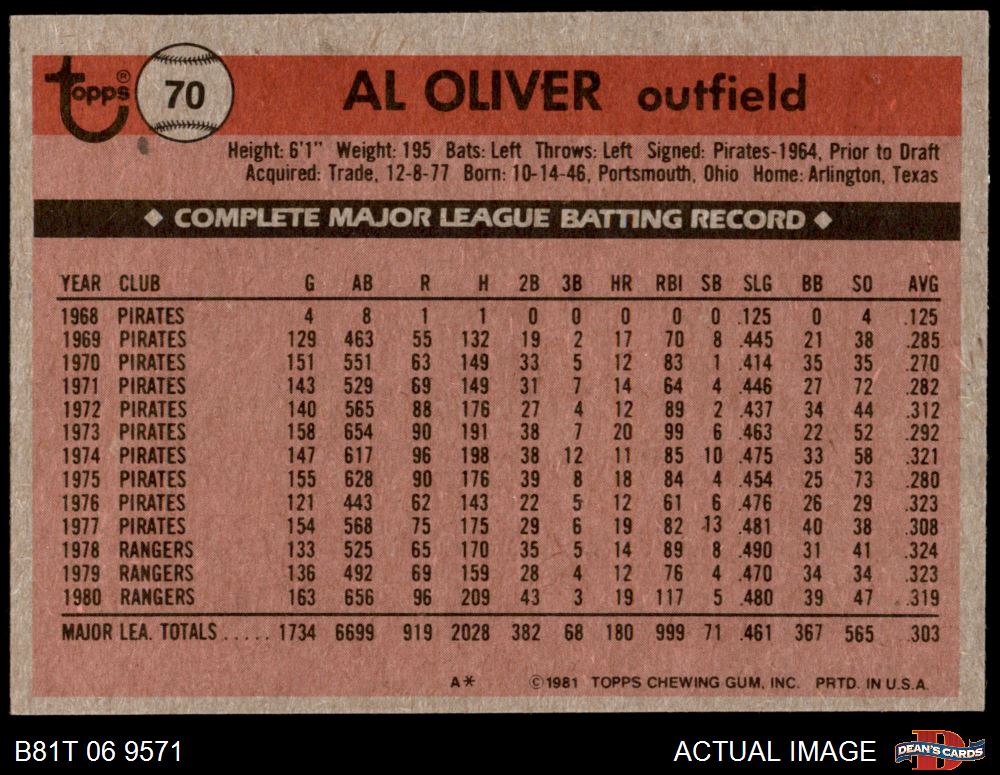 topps® 70 AL OLIVER outfield
Height: 6'1" Weight: 195 Bats: Left Throws: Left Signed: Pirates-1964, Prior to Draft
Acquired: Trade, 12-8-77 Born: 10-14-46, Portsmouth, Ohio Home: Arlington, Texas
◆ COMPLETE MAJOR LEAGUE BATTING RECORD ◆
YEAR CLUB G AB R H 2B 3B HR RBI SB SLG BB SO AVG
1968 PIRATES 4 8 1 1 0 0 0 0 0 .125 0 4 .125
1969 PIRATES 129 463 55 132 19 2 17 70 8 .445 21 38 .285
1970 PIRATES 151 551 63 149 33 5 12 83 1 .414 35 35 .270
1971 PIRATES 143 529 69 149 31 7 14 64 4 .446 27 72 .282
1972 PIRATES 140 565 88 176 27 4 12 89 2 .437 34 44 .312
1973 PIRATES 158 654 90 191 38 7 20 99 6 .463 22 52 .292
1974 PIRATES 147 617 96 198 38 12 11 85 10 .475 33 58 .321
1975 PIRATES 155 628 90 176 39 8 18 84 4 .454 25 73 .280
1976 PIRATES 121 443 62 143 22 5 12 61 6 .476 26 29 .323
1977 PIRATES 154 568 75 175 29 6 19 82 13 .481 40 38 .308
1978 RANGERS 133 525 65 170 35 5 14 89 8 .490 31 41 .324
1979 RANGERS 136 492 69 159 28 4 12 76 4 .470 34 34 .323
1980 RANGERS 163 656 96 209 43 3 19 117 5 .480 39 47 .319
MAJOR LEA. TOTALS ..... 1734 6699 919 2028 382 68 180 999 71 .461 367 565 .303
A* ©1981 TOPPS CHEWING GUM, INC. PRTD. IN U.S.A.
B81T 06 9571 ACTUAL IMAGE DEAN'S CARDS